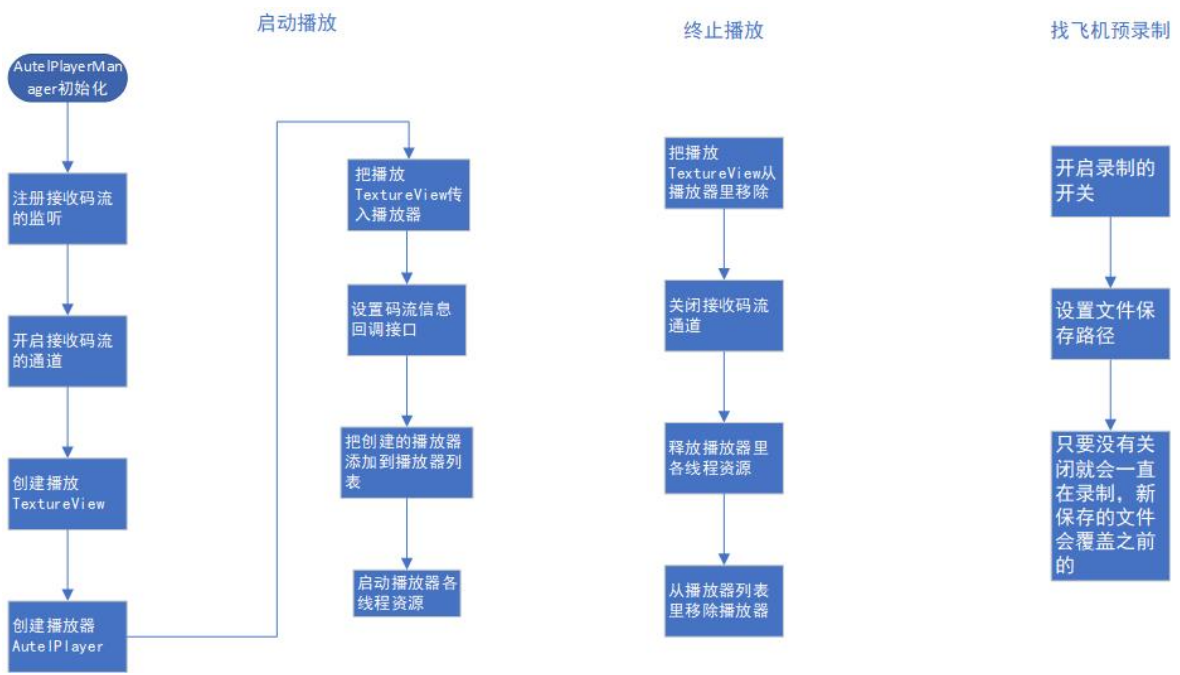 启动播放
AutelPlayerMan
ager初始化
注册接收码流
的监听
开启接收码流
的通道
创建播放
TextureView
创建播放器
AutelPlayer
把播放
TextureView传
入播放器
设置码流信息
回调接口
把创建的播放器
添加到播放器列
表
启动播放器各
线程资源
终止播放
把播放
TextureView从
播放器里移除
关闭接收码流
通道
释放播放器里
各线程资源
从播放器列表
里移除播放器
找飞机预录制
开启录制的
开关
设置文件保
存路径
只要没有关
闭就会一直
在录制，新
保存的文件
会覆盖之前
的